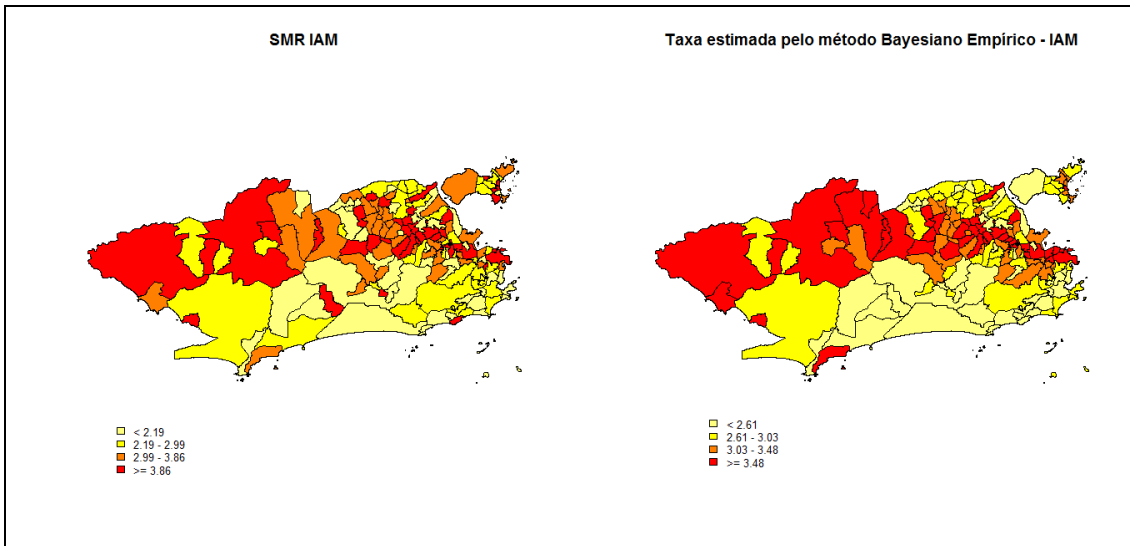 SMR IAM
Taxa estimada pelo método Bayesiano Empírico - IAM
< 2.19
2.19 - 2.99
2.99 - 3.86
>= 3.86
< 2.61
2.61 - 3.03
3.03 - 3.48
>= 3.48